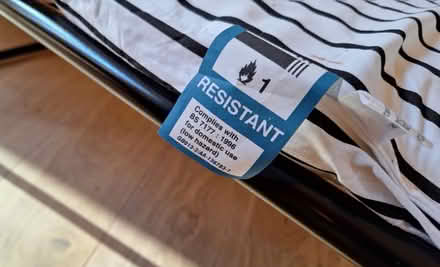 1
RESISTANT
Complies with
BS 7177 : 1996
for domestic use
(low hazard)